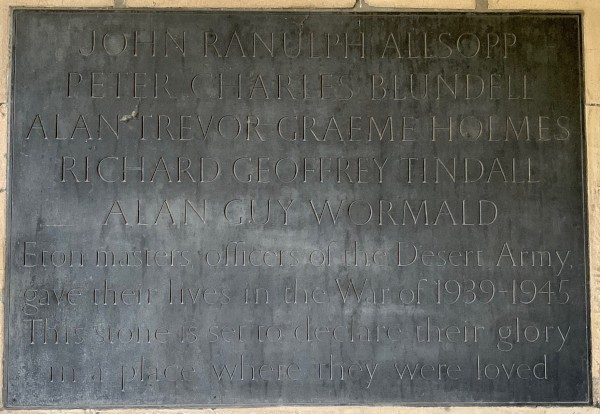 JOHN RANULPH ALLSOPP
PETER CHARLES BLUNDELL
ALAN TREVOR GRAEME HOLMES
RICHARD GEOFFREY TINDALL
ALAN GUY WORMALD
Eton masters, officers of the Desert Army,
gave their lives in the War of 1939-1945
This stone is set to declare their glory
in a place where they were loved